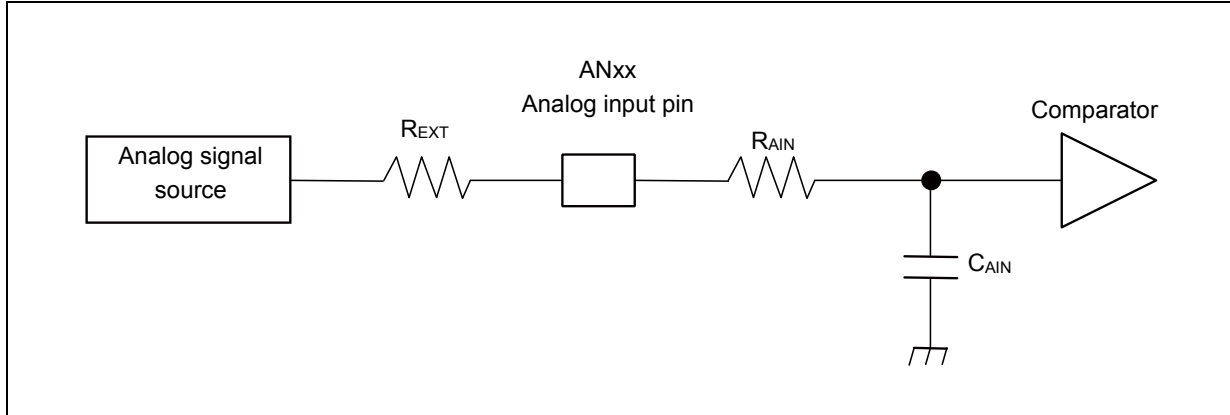 ANxx
Analog input pin
Comparator
REXT
RAIN
Analog signal
source
CAIN